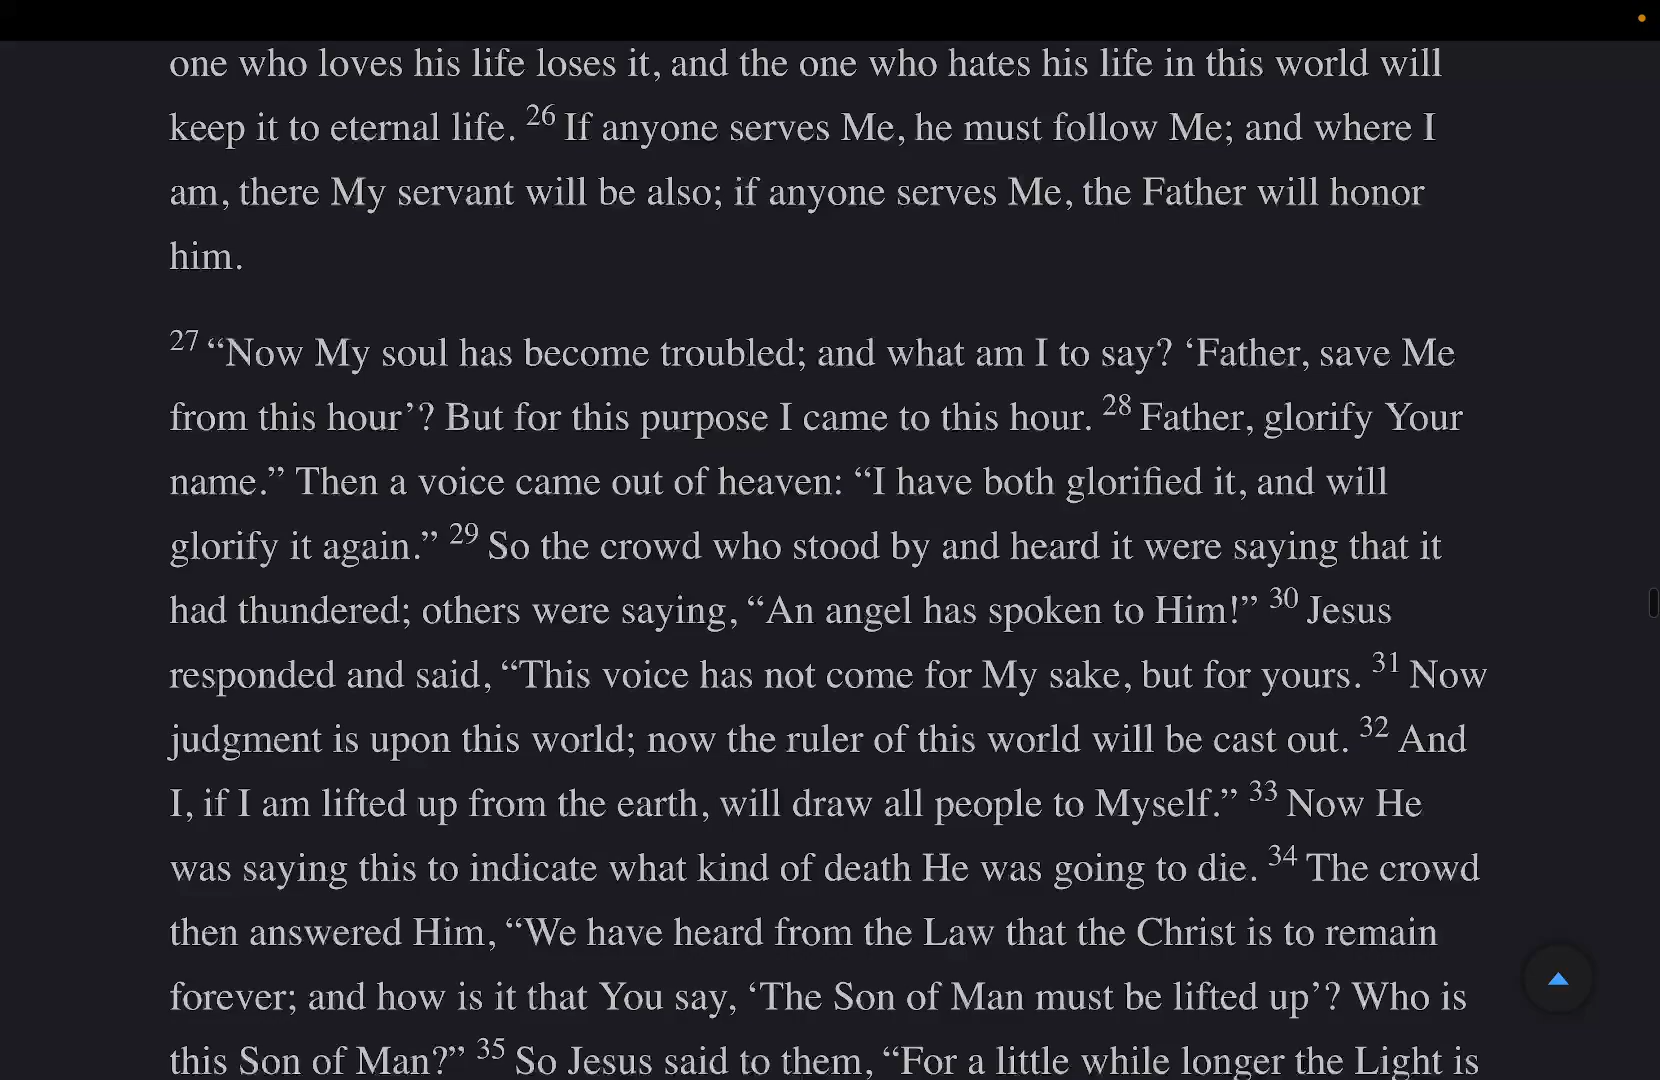 one who loves his life loses it, and the one who hates his life in this world will
keep it to eternal life. 26 If anyone serves Me, he must follow Me; and where I
am, there My servant will be also; if anyone serves Me, the Father will honor
him.
27 “Now My soul has become troubled; and what am I to say? ‘Father, save Me
from this hour’? But for this purpose I came to this hour. 28 Father, glorify Your
name.” Then a voice came out of heaven: “I have both glorified it, and will
glorify it again.” 29 So the crowd who stood by and heard it were saying that it
had thundered; others were saying, “An angel has spoken to Him!” 30 Jesus
responded and said, “This voice has not come for My sake, but for yours. 31 Now
judgment is upon this world; now the ruler of this world will be cast out. 32 And
I, if I am lifted up from the earth, will draw all people to Myself.” 33 Now He
was saying this to indicate what kind of death He was going to die. 34 The crowd
then answered Him, “We have heard from the Law that the Christ is to remain
forever; and how is it that You say, ‘The Son of Man must be lifted up’? Who is
this Son of Man?” 35 So Jesus said to them, “For a little while longer the Light is